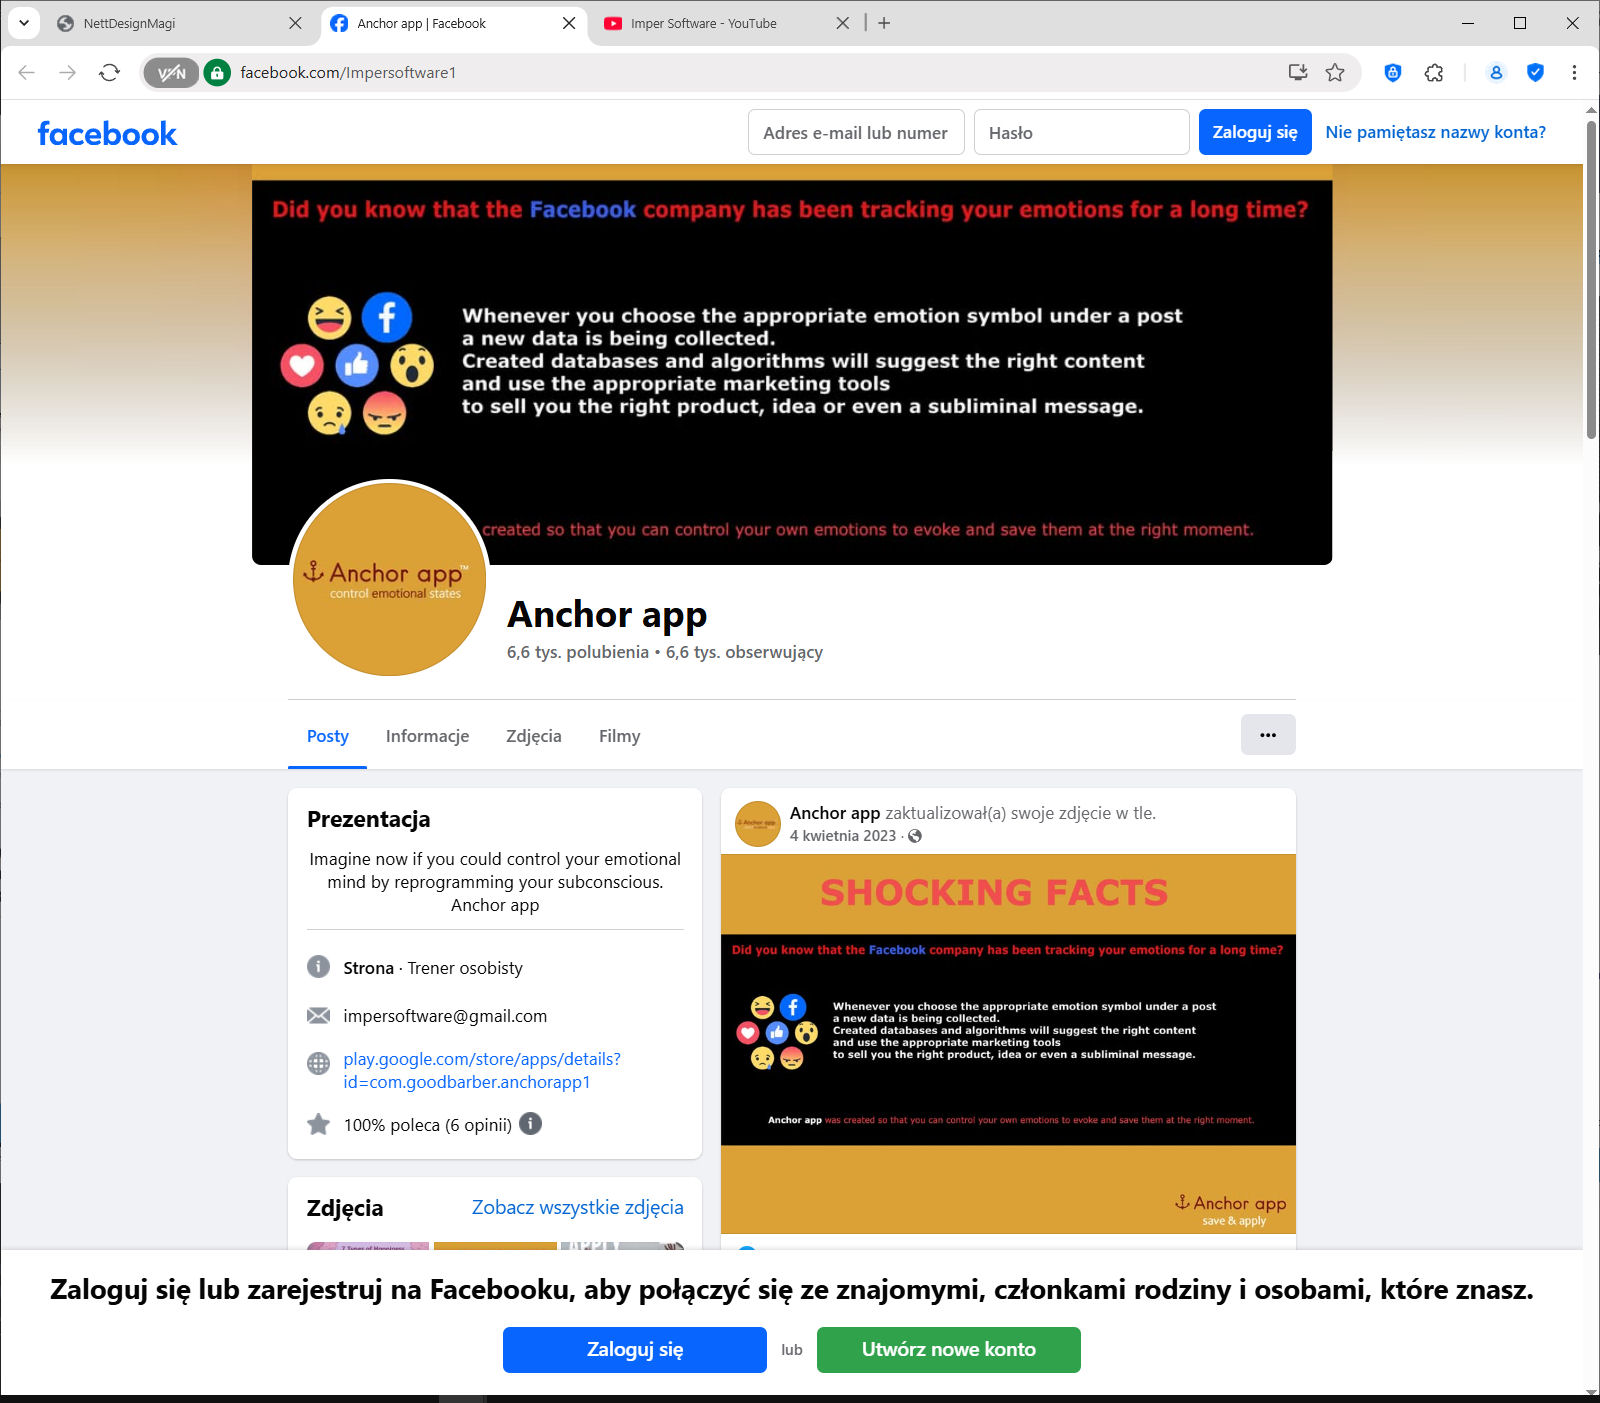 NettDesignMagi
Anchor app | Facebook
Imper Software - YouTube
VPN
facebook.com/Impersoftware1
facebook
Adres e-mail lub numer
Hasło
Zaloguj się
Nie pamiętasz nazwy konta?
Did you know that the Facebook company has been tracking your emotions for a long time?
Whenever you choose the appropriate emotion symbol under a post
a new data is being collected.
Created databases and algorithms will suggest the right content
and use the appropriate marketing tools
to sell you the right product, idea or even a subliminal message.
created so that you can control your own emotions to evoke and save them at the right moment.
Anchor app™
control emotional states
Anchor app
6,6 tys. polubienia • 6,6 tys. obserwujący
Posty
Informacje
Zdjęcia
Filmy
Prezentacja
Imagine now if you could control your emotional
mind by reprogramming your subconscious.
Anchor app
Strona · Trener osobisty
impersoftware@gmail.com
play.google.com/store/apps/details?
id=com.goodbarber.anchorapp1
100% poleca (6 opinii)
Zdjęcia
Zobacz wszystkie zdjęcia
7 Types of Happiness
APPLY
Anchor app
Anchor app zaktualizował(a) swoje zdjęcie w tle.
4 kwietnia 2023 ·
SHOCKING FACTS
Did you know that the Facebook company has been tracking your emotions for a long time?
Whenever you choose the appropriate emotion symbol under a post
a new data is being collected.
Created databases and algorithms will suggest the right content
and use the appropriate marketing tools
to sell you the right product, idea or even a subliminal message.
Anchor app was created so that you can control your own emotions to evoke and save them at the right moment.
Anchor app
save & apply
Zaloguj się lub zarejestruj na Facebooku, aby połączyć się ze znajomymi, członkami rodziny i osobami, które znasz.
Zaloguj się
lub
Utwórz nowe konto